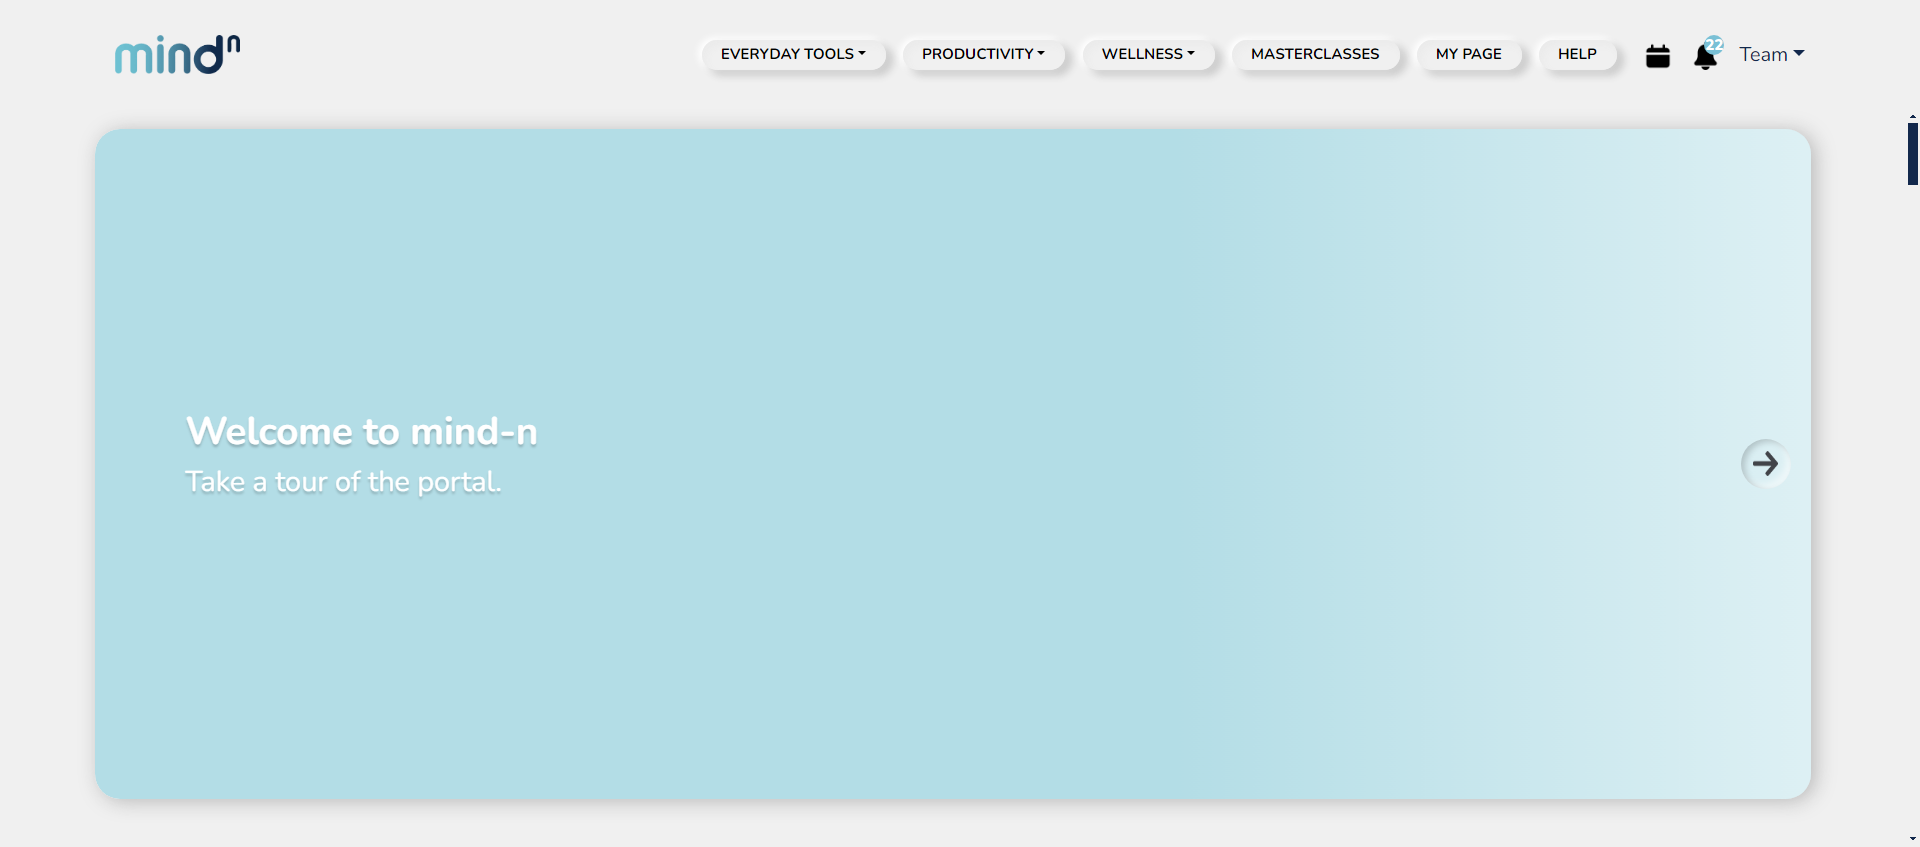 mind n
EVERYDAY TOOLS
PRODUCTIVITY
WELLNESS
MASTERCLASSES
MY PAGE
HELP
22
Team
Welcome to mind-n
Take a tour of the portal.